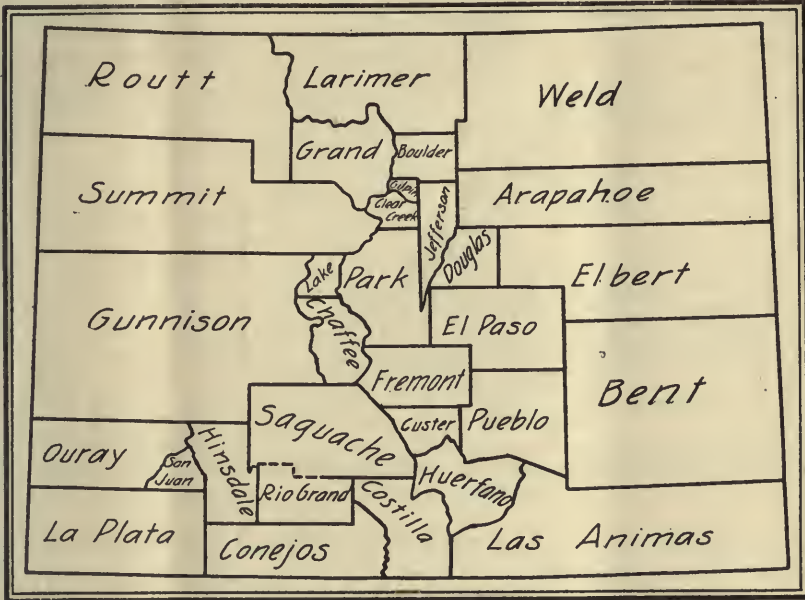 Routt
Larimer
Weld
Grand
Boulder
Summit
Gilpin
Clear
Creek
Jefferson
Arapahoe
Douglas
Lake
Park
Elbert
Gunnison
Chaffee
El Paso
Fremont
Bent
Saguache
Custer
Pueblo
Ouray
San
Juan
Hinsdale
Rio Grand
Costilla
Huerfano
La Plata
Conejos
Las Animas